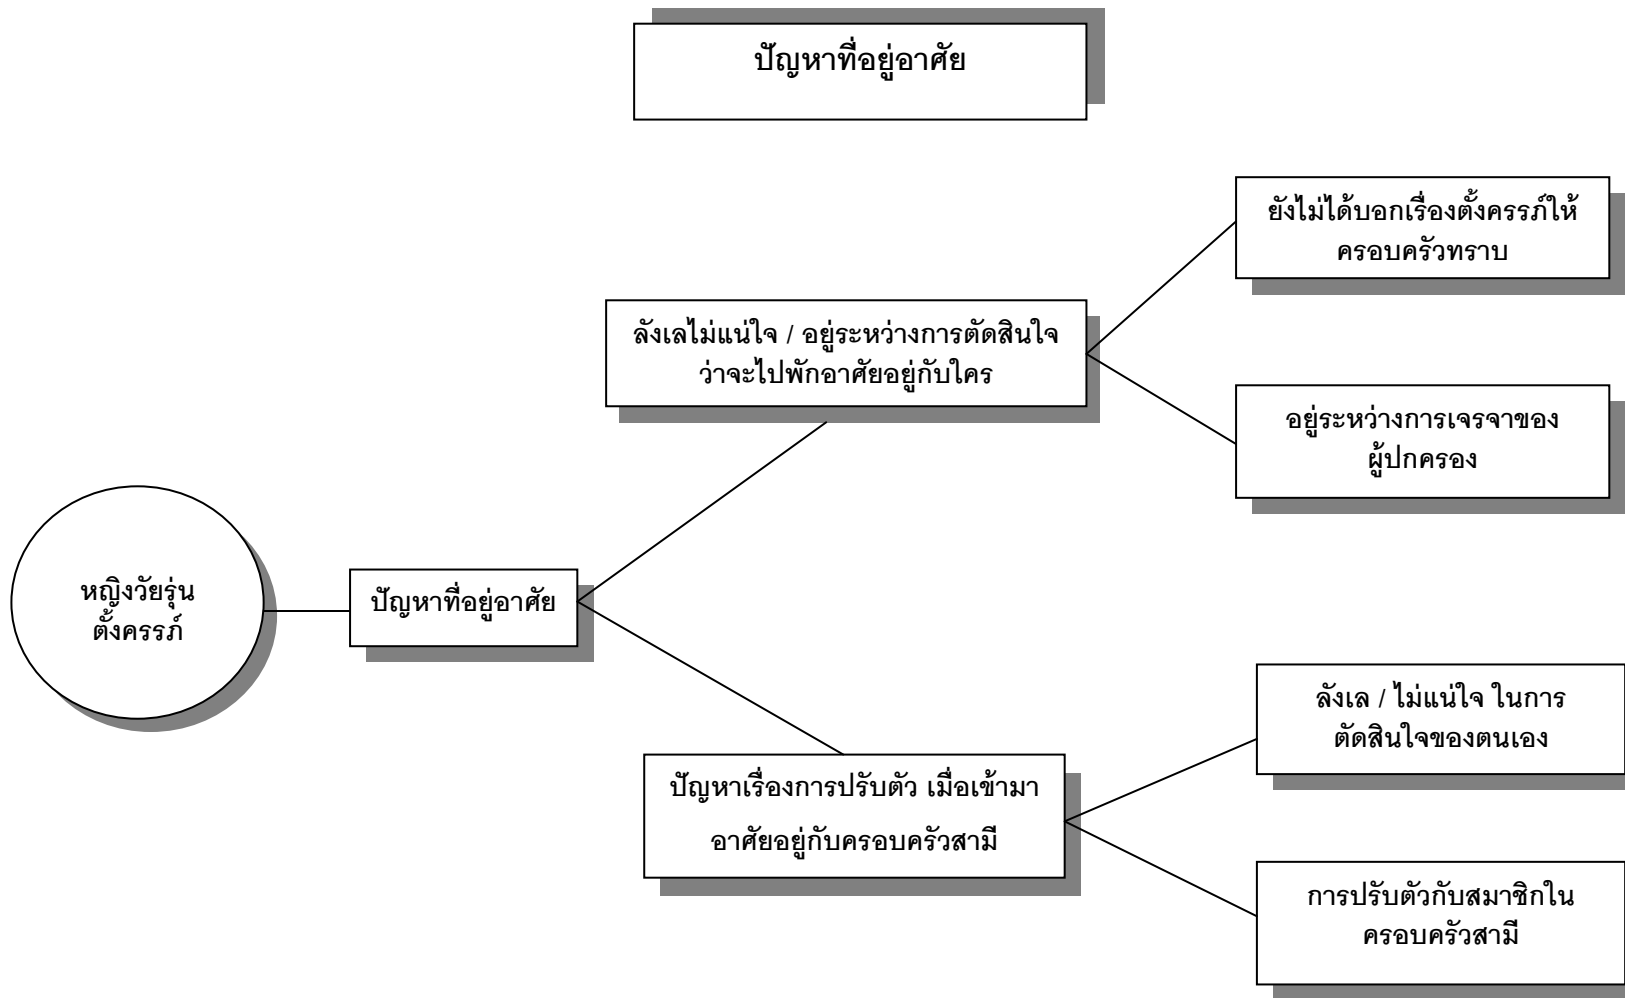 ปัญหาที่อยู่อาศัย
ยังไม่ได้บอกเรื่องตั้งครรภ์ให้
ครอบครัวทราบ
ลังเลไม่แน่ใจ / อยู่ระหว่างการตัดสินใจ
ว่าจะไปพักอาศัยอยู่กับใคร
อยู่ระหว่างการเจรจาของ
ผู้ปกครอง
หญิงวัยรุ่น
ตั้งครรภ์
ปัญหาที่อยู่อาศัย
ลังเล / ไม่แน่ใจ ในการ
ตัดสินใจของตนเอง
ปัญหาเรื่องการปรับตัว เมื่อเข้ามา
อาศัยอยู่กับครอบครัวสามี
การปรับตัวกับสมาชิกใน
ครอบครัวสามี